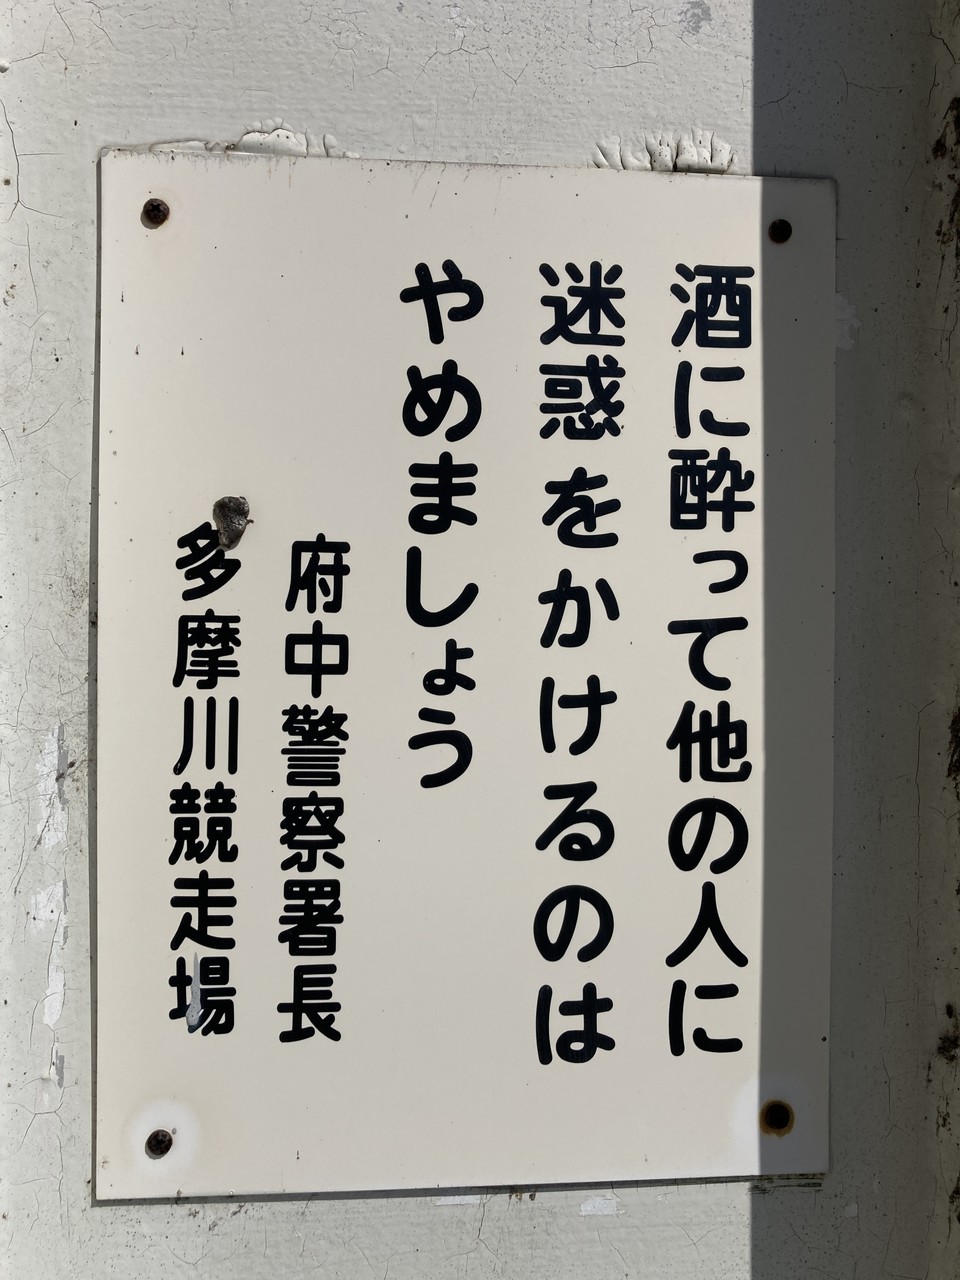 酒に酔って他の人に
迷惑をかけるのは
やめましょう
府中警察署長
多摩川競走場